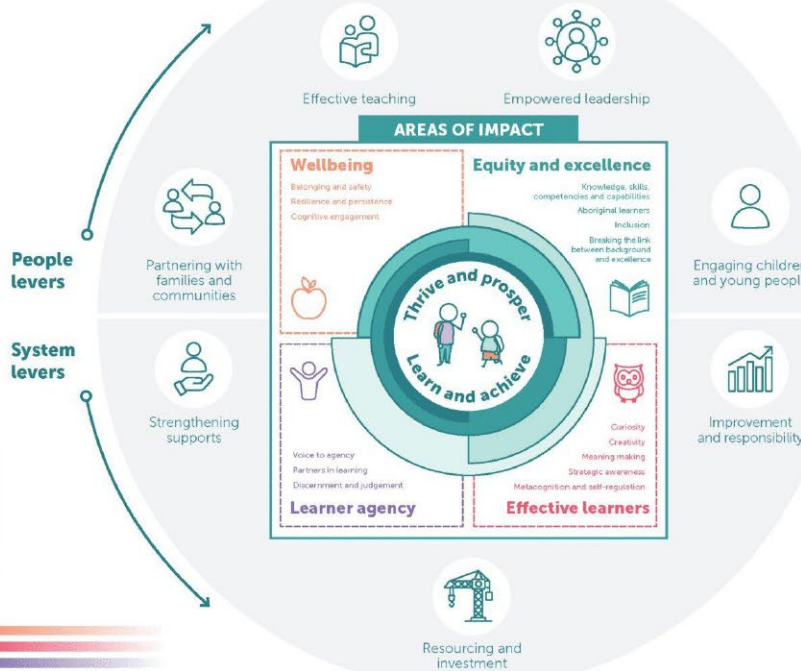 Effective teaching
Empowered leadership
AREAS OF IMPACT
Wellbeing
Belonging and safety
Resilience and persistence
Cognitive engagement
Equity and excellence
Knowledge, skills,
competencies and capabilities
Aboriginal learners
Inclusion
Breaking the link
between background
and excellence
People
levers
Partnering with
families and
communities
Thrive and prosper
Learn and achieve
Engaging children
and young people
System
levers
Strengthening
supports
Voice to agency
Partners in learning
Discernment and judgement
Learner agency
Curiosity
Creativity
Meaning making
Strategic awareness
Metacognition and self-regulation
Effective learners
Improvement
and responsibility
Resourcing and
investment